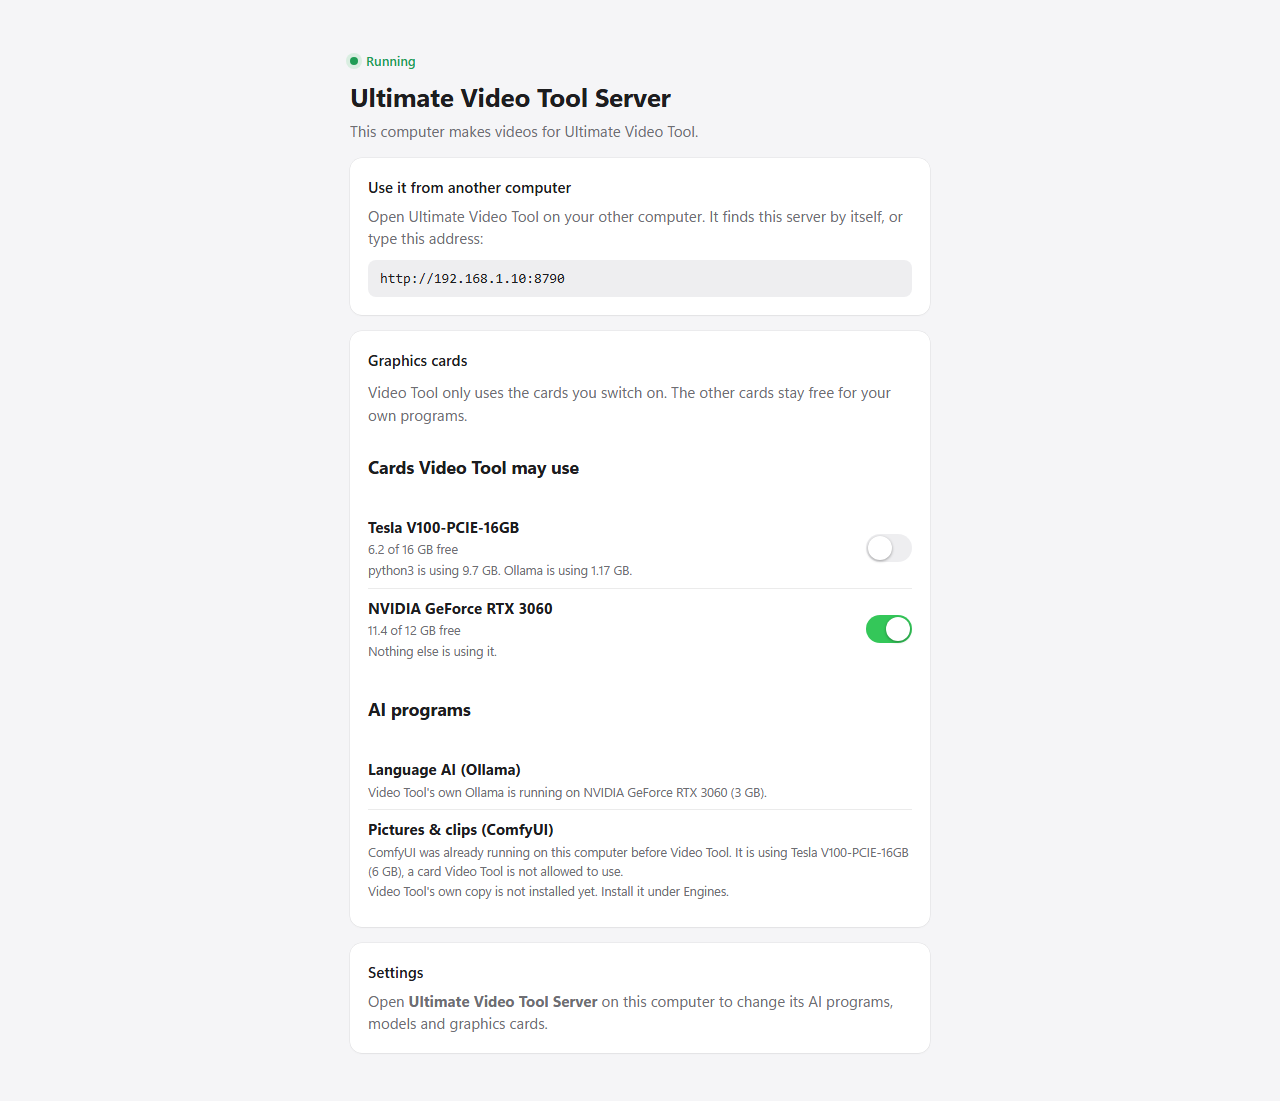 Running
Ultimate Video Tool Server
This computer makes videos for Ultimate Video Tool.
Use it from another computer
Open Ultimate Video Tool on your other computer. It finds this server by itself, or
type this address:
http://192.168.1.10:8790
Graphics cards
Video Tool only uses the cards you switch on. The other cards stay free for your
own programs.
Cards Video Tool may use
Tesla V100-PCIE-16GB
6.2 of 16 GB free
python3 is using 9.7 GB. Ollama is using 1.17 GB.
NVIDIA GeForce RTX 3060
11.4 of 12 GB free
Nothing else is using it.
AI programs
Language AI (Ollama)
Video Tool's own Ollama is running on NVIDIA GeForce RTX 3060 (3 GB).
Pictures & clips (ComfyUI)
ComfyUI was already running on this computer before Video Tool. It is using Tesla V100-PCIE-16GB
(6 GB), a card Video Tool is not allowed to use.
Video Tool's own copy is not installed yet. Install it under Engines.
Settings
Open Ultimate Video Tool Server on this computer to change its AI programs,
models and graphics cards.